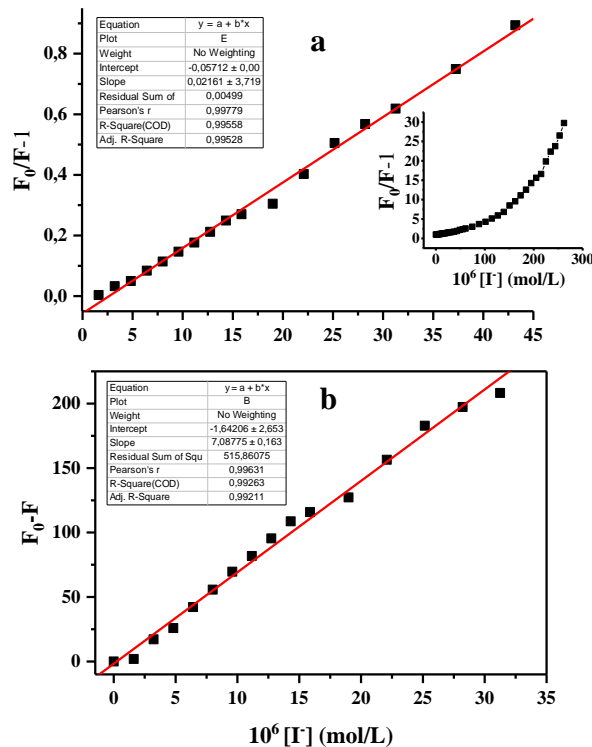 a
Equation y = a + b*x
Plot E
Weight No Weighting
Intercept -0,05712 ± 0,00
Slope 0,02161 ± 3,719
Residual Sum of 0,00499
Pearson's r 0,99779
R-Square(COD) 0,99558
Adj. R-Square 0,99528
F₀/F-1
0,8
0,6
0,4
0,2
0,0
0 5 10 15 20 25 30 35 40 45
F₀/F-1
30
25
20
15
10
5
0
0 100 200
10⁶ [I⁻] (mol/L)
b
Equation y = a + b*x
Plot B
Weight No Weighting
Intercept -1,64206 ± 2,653
Slope 7,08775 ± 0,163
Residual Sum of Squ 515,86075
Pearson's r 0,99631
R-Square(COD) 0,99263
Adj. R-Square 0,99211
F₀-F
200
150
100
50
0
0 5 10 15 20 25 30 35
10⁶ [I⁻] (mol/L)